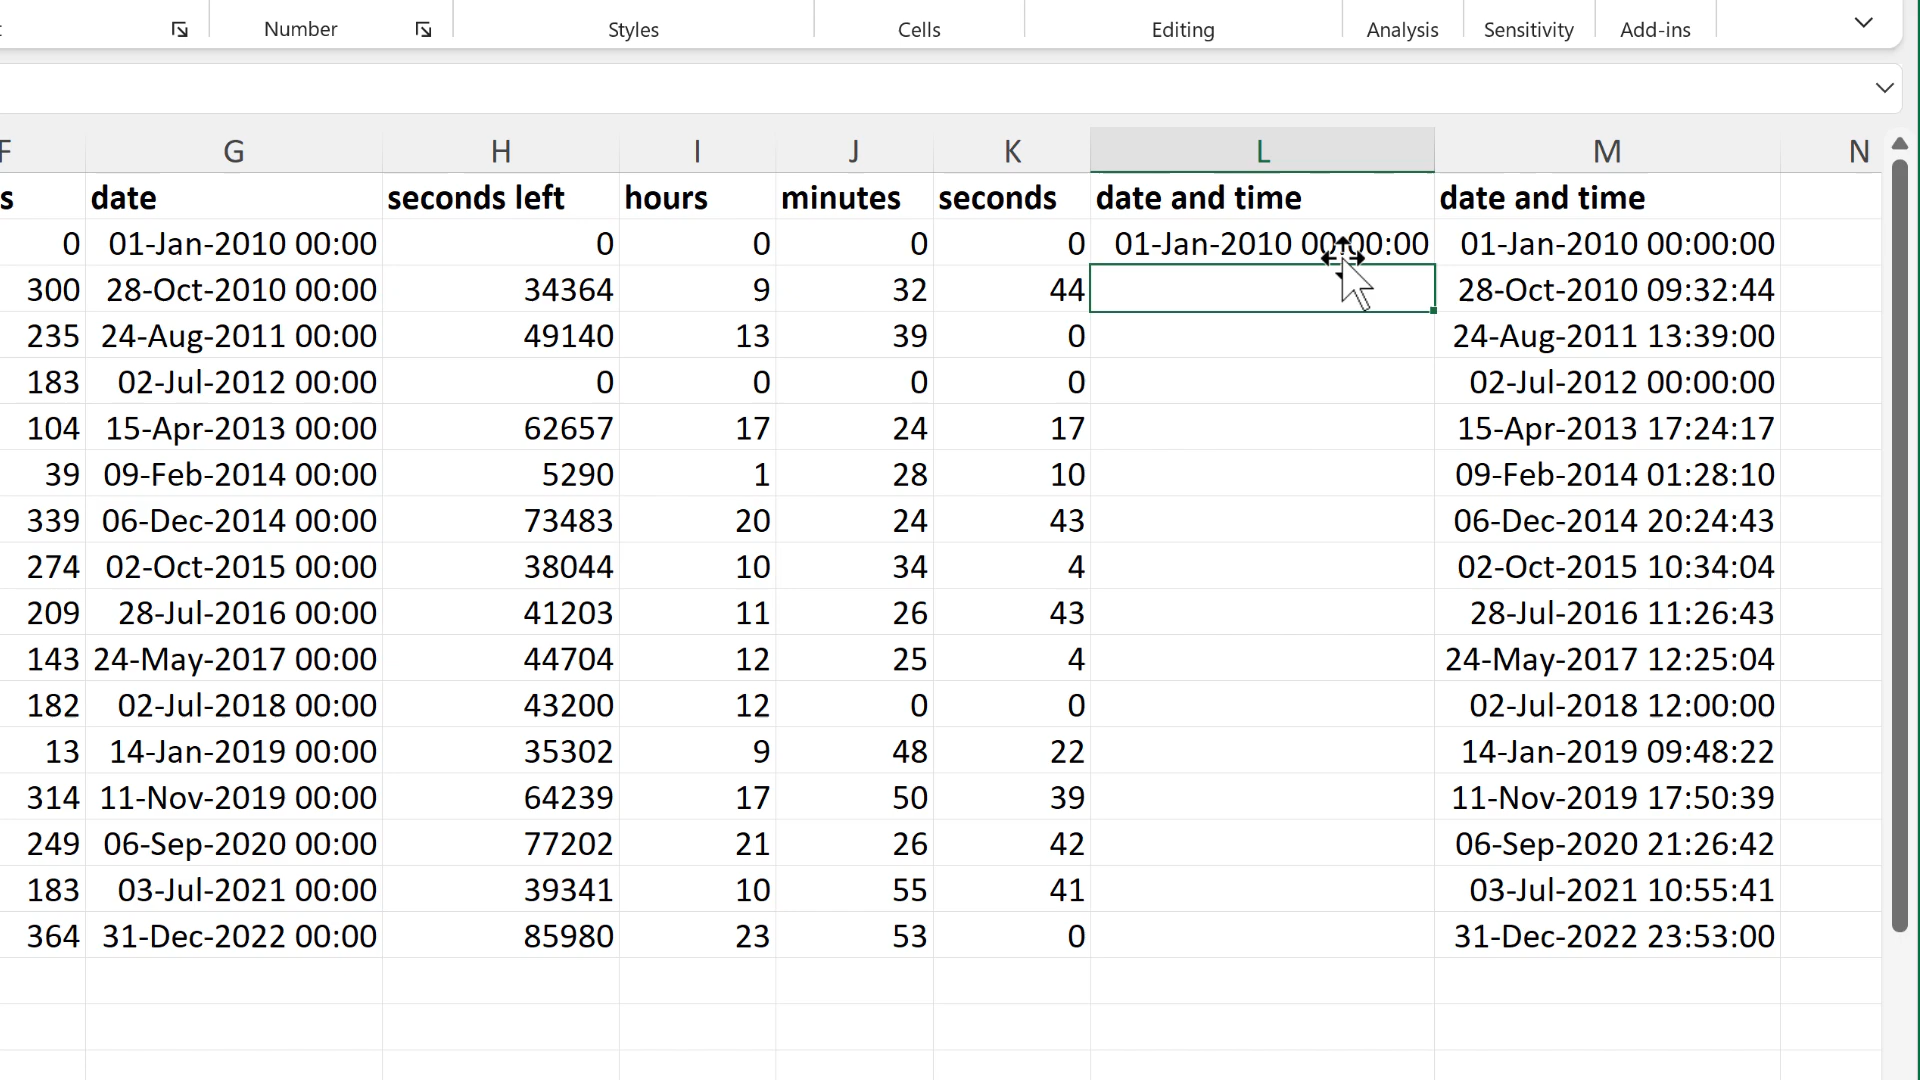 Number Styles Cells Editing Analysis Sensitivity Add-ins
F G H I J K L M N
s date seconds left hours minutes seconds date and time date and time
0 01-Jan-2010 00:00 0 0 0 0 01-Jan-2010 00:00:00 01-Jan-2010 00:00:00
300 28-Oct-2010 00:00 34364 9 32 44 28-Oct-2010 09:32:44
235 24-Aug-2011 00:00 49140 13 39 0 24-Aug-2011 13:39:00
183 02-Jul-2012 00:00 0 0 0 0 02-Jul-2012 00:00:00
104 15-Apr-2013 00:00 62657 17 24 17 15-Apr-2013 17:24:17
39 09-Feb-2014 00:00 5290 1 28 10 09-Feb-2014 01:28:10
339 06-Dec-2014 00:00 73483 20 24 43 06-Dec-2014 20:24:43
274 02-Oct-2015 00:00 38044 10 34 4 02-Oct-2015 10:34:04
209 28-Jul-2016 00:00 41203 11 26 43 28-Jul-2016 11:26:43
143 24-May-2017 00:00 44704 12 25 4 24-May-2017 12:25:04
182 02-Jul-2018 00:00 43200 12 0 0 02-Jul-2018 12:00:00
13 14-Jan-2019 00:00 35302 9 48 22 14-Jan-2019 09:48:22
314 11-Nov-2019 00:00 64239 17 50 39 11-Nov-2019 17:50:39
249 06-Sep-2020 00:00 77202 21 26 42 06-Sep-2020 21:26:42
183 03-Jul-2021 00:00 39341 10 55 41 03-Jul-2021 10:55:41
364 31-Dec-2022 00:00 85980 23 53 0 31-Dec-2022 23:53:00